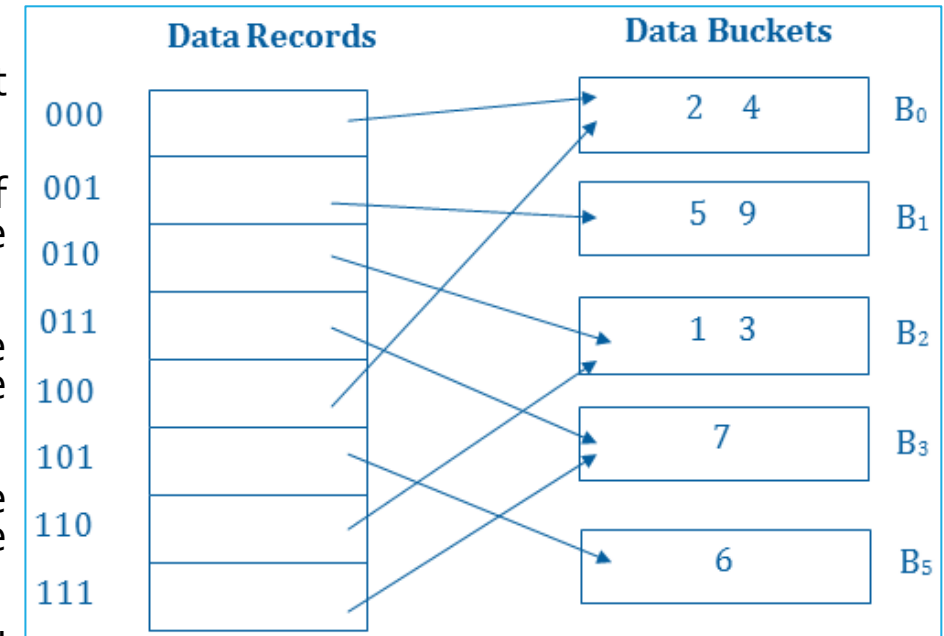 Data Records Data Buckets
000 2 4 B₀
001 5 9 B₁
010
011 1 3 B₂
100
101 7 B₃
110
111 6 B₅